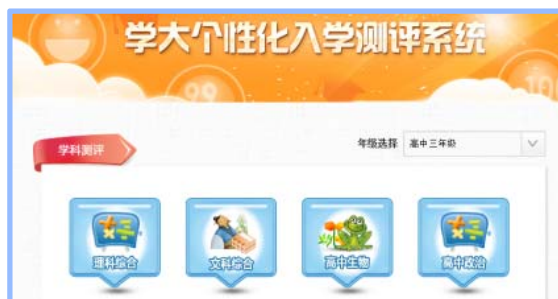 学大个性化入学测评系统
99
100
学科测评
年级选择 高中三年级
理科综合 文科综合 高中生物 高中政治